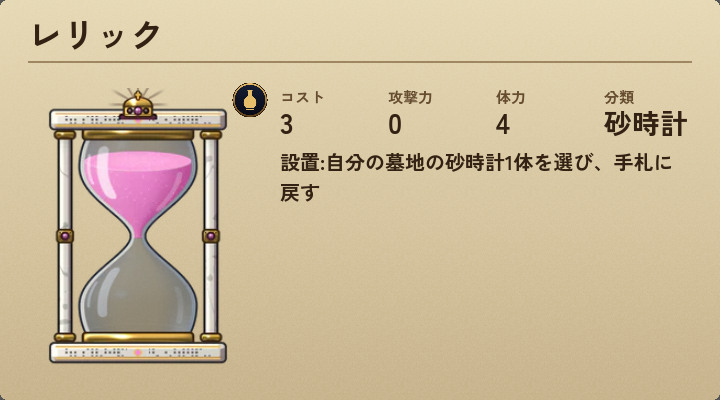 レリック
コスト 攻撃力 体力 分類
3 0 4 砂時計
設置:自分の墓地の砂時計1体を選び、手札に
戻す